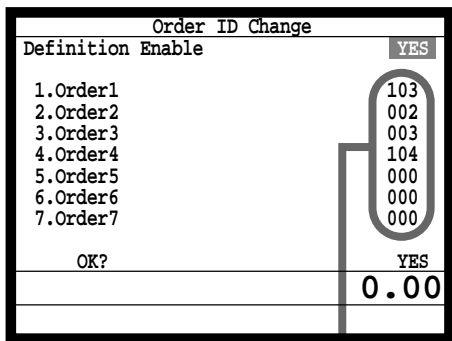 Order ID Change
Definition Enable YES
1.Order1 103
2.Order2 002
3.Order3 003
4.Order4 104
5.Order5 000
6.Order6 000
7.Order7 000
OK? YES
0.00